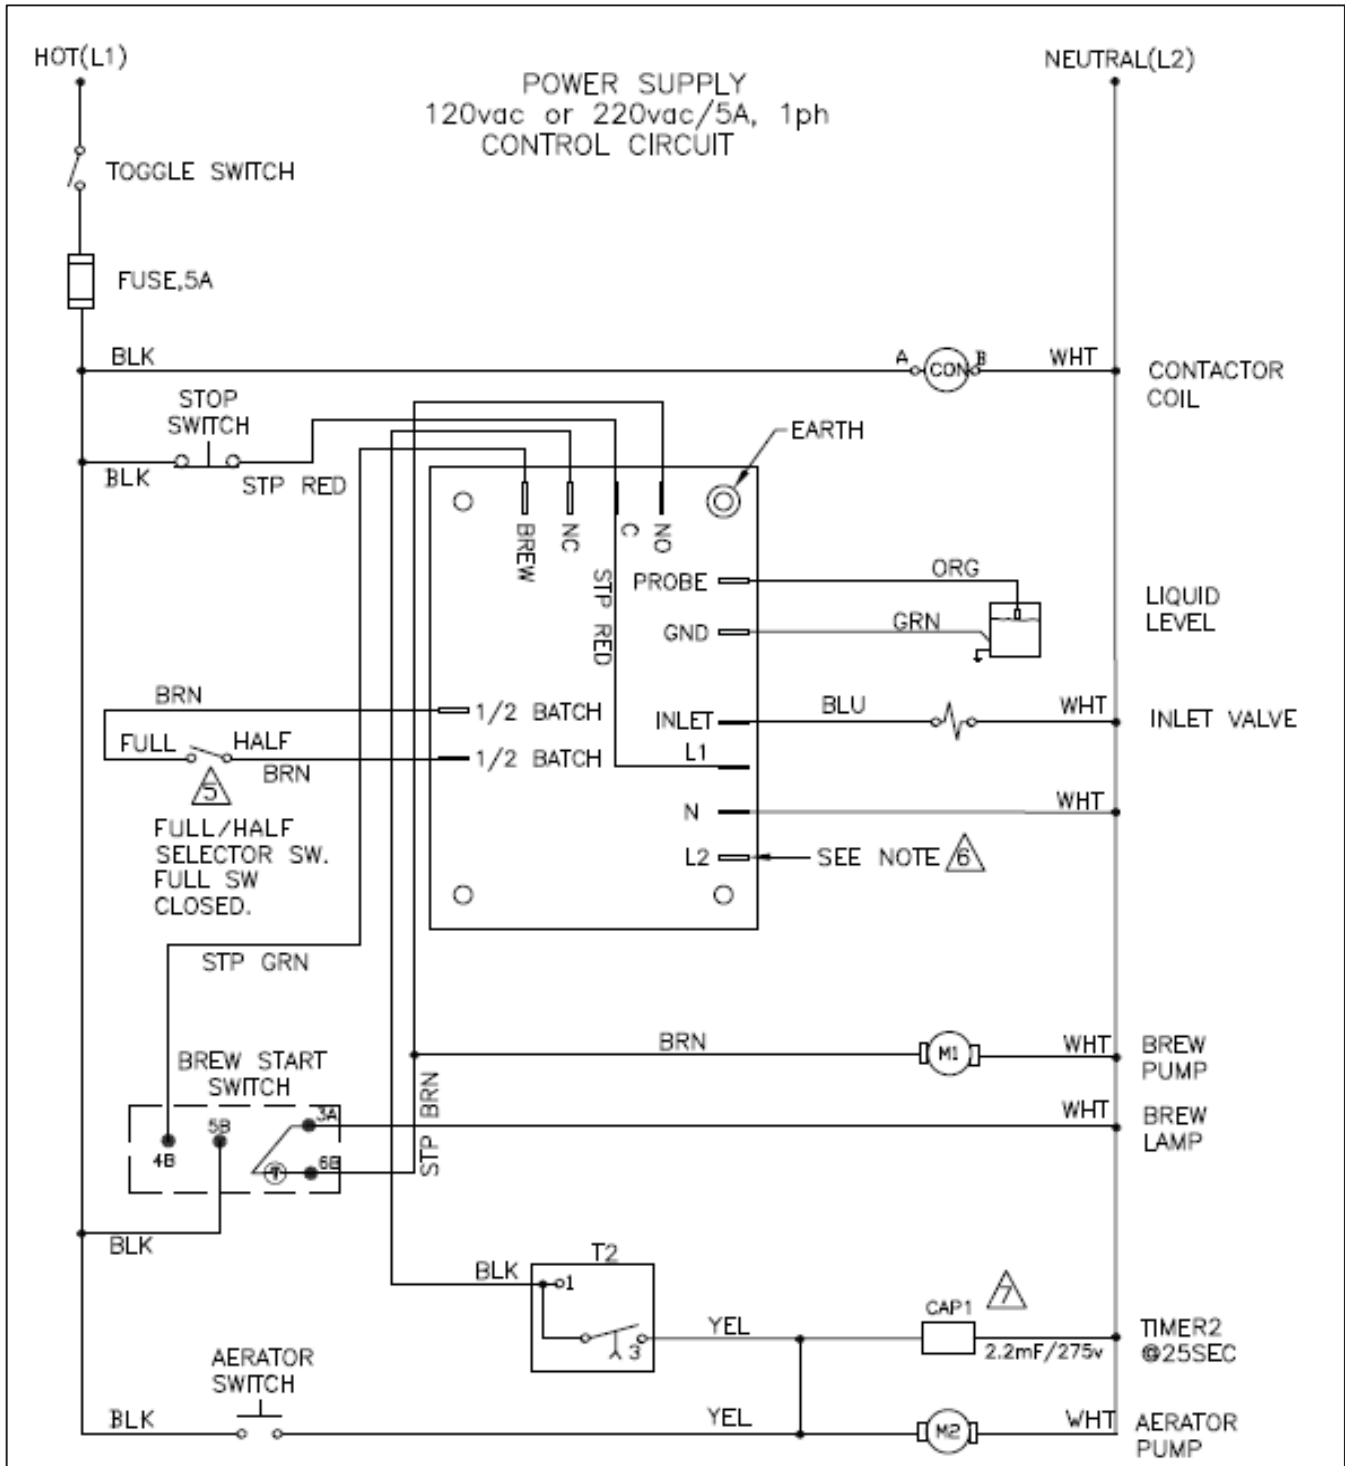 HOT(L1)
NEUTRAL(L2)
POWER SUPPLY
120vac or 220vac/5A, 1ph
CONTROL CIRCUIT
TOGGLE SWITCH
FUSE,5A
BLK
A
CON
B
WHT
CONTACTOR
COIL
STOP
SWITCH
BLK
STP RED
EARTH
BREW
NC
C
NO
STP RED
PROBE
ORG
GND
GRN
LIQUID
LEVEL
BRN
1/2 BATCH
INLET
BLU
WHT
INLET VALVE
FULL
HALF
BRN
1/2 BATCH
L1
5
N
WHT
FULL/HALF
SELECTOR SW.
FULL SW
CLOSED.
L2
SEE NOTE
6
STP GRN
BRN
M1
WHT
BREW
PUMP
BREW START
SWITCH
STP BRN
3A
WHT
BREW
LAMP
4B
5B
6B
BLK
T2
BLK
1
3
YEL
CAP1
7
2.2mF/275v
TIMER2
@25SEC
AERATOR
SWITCH
BLK
YEL
M2
WHT
AERATOR
PUMP